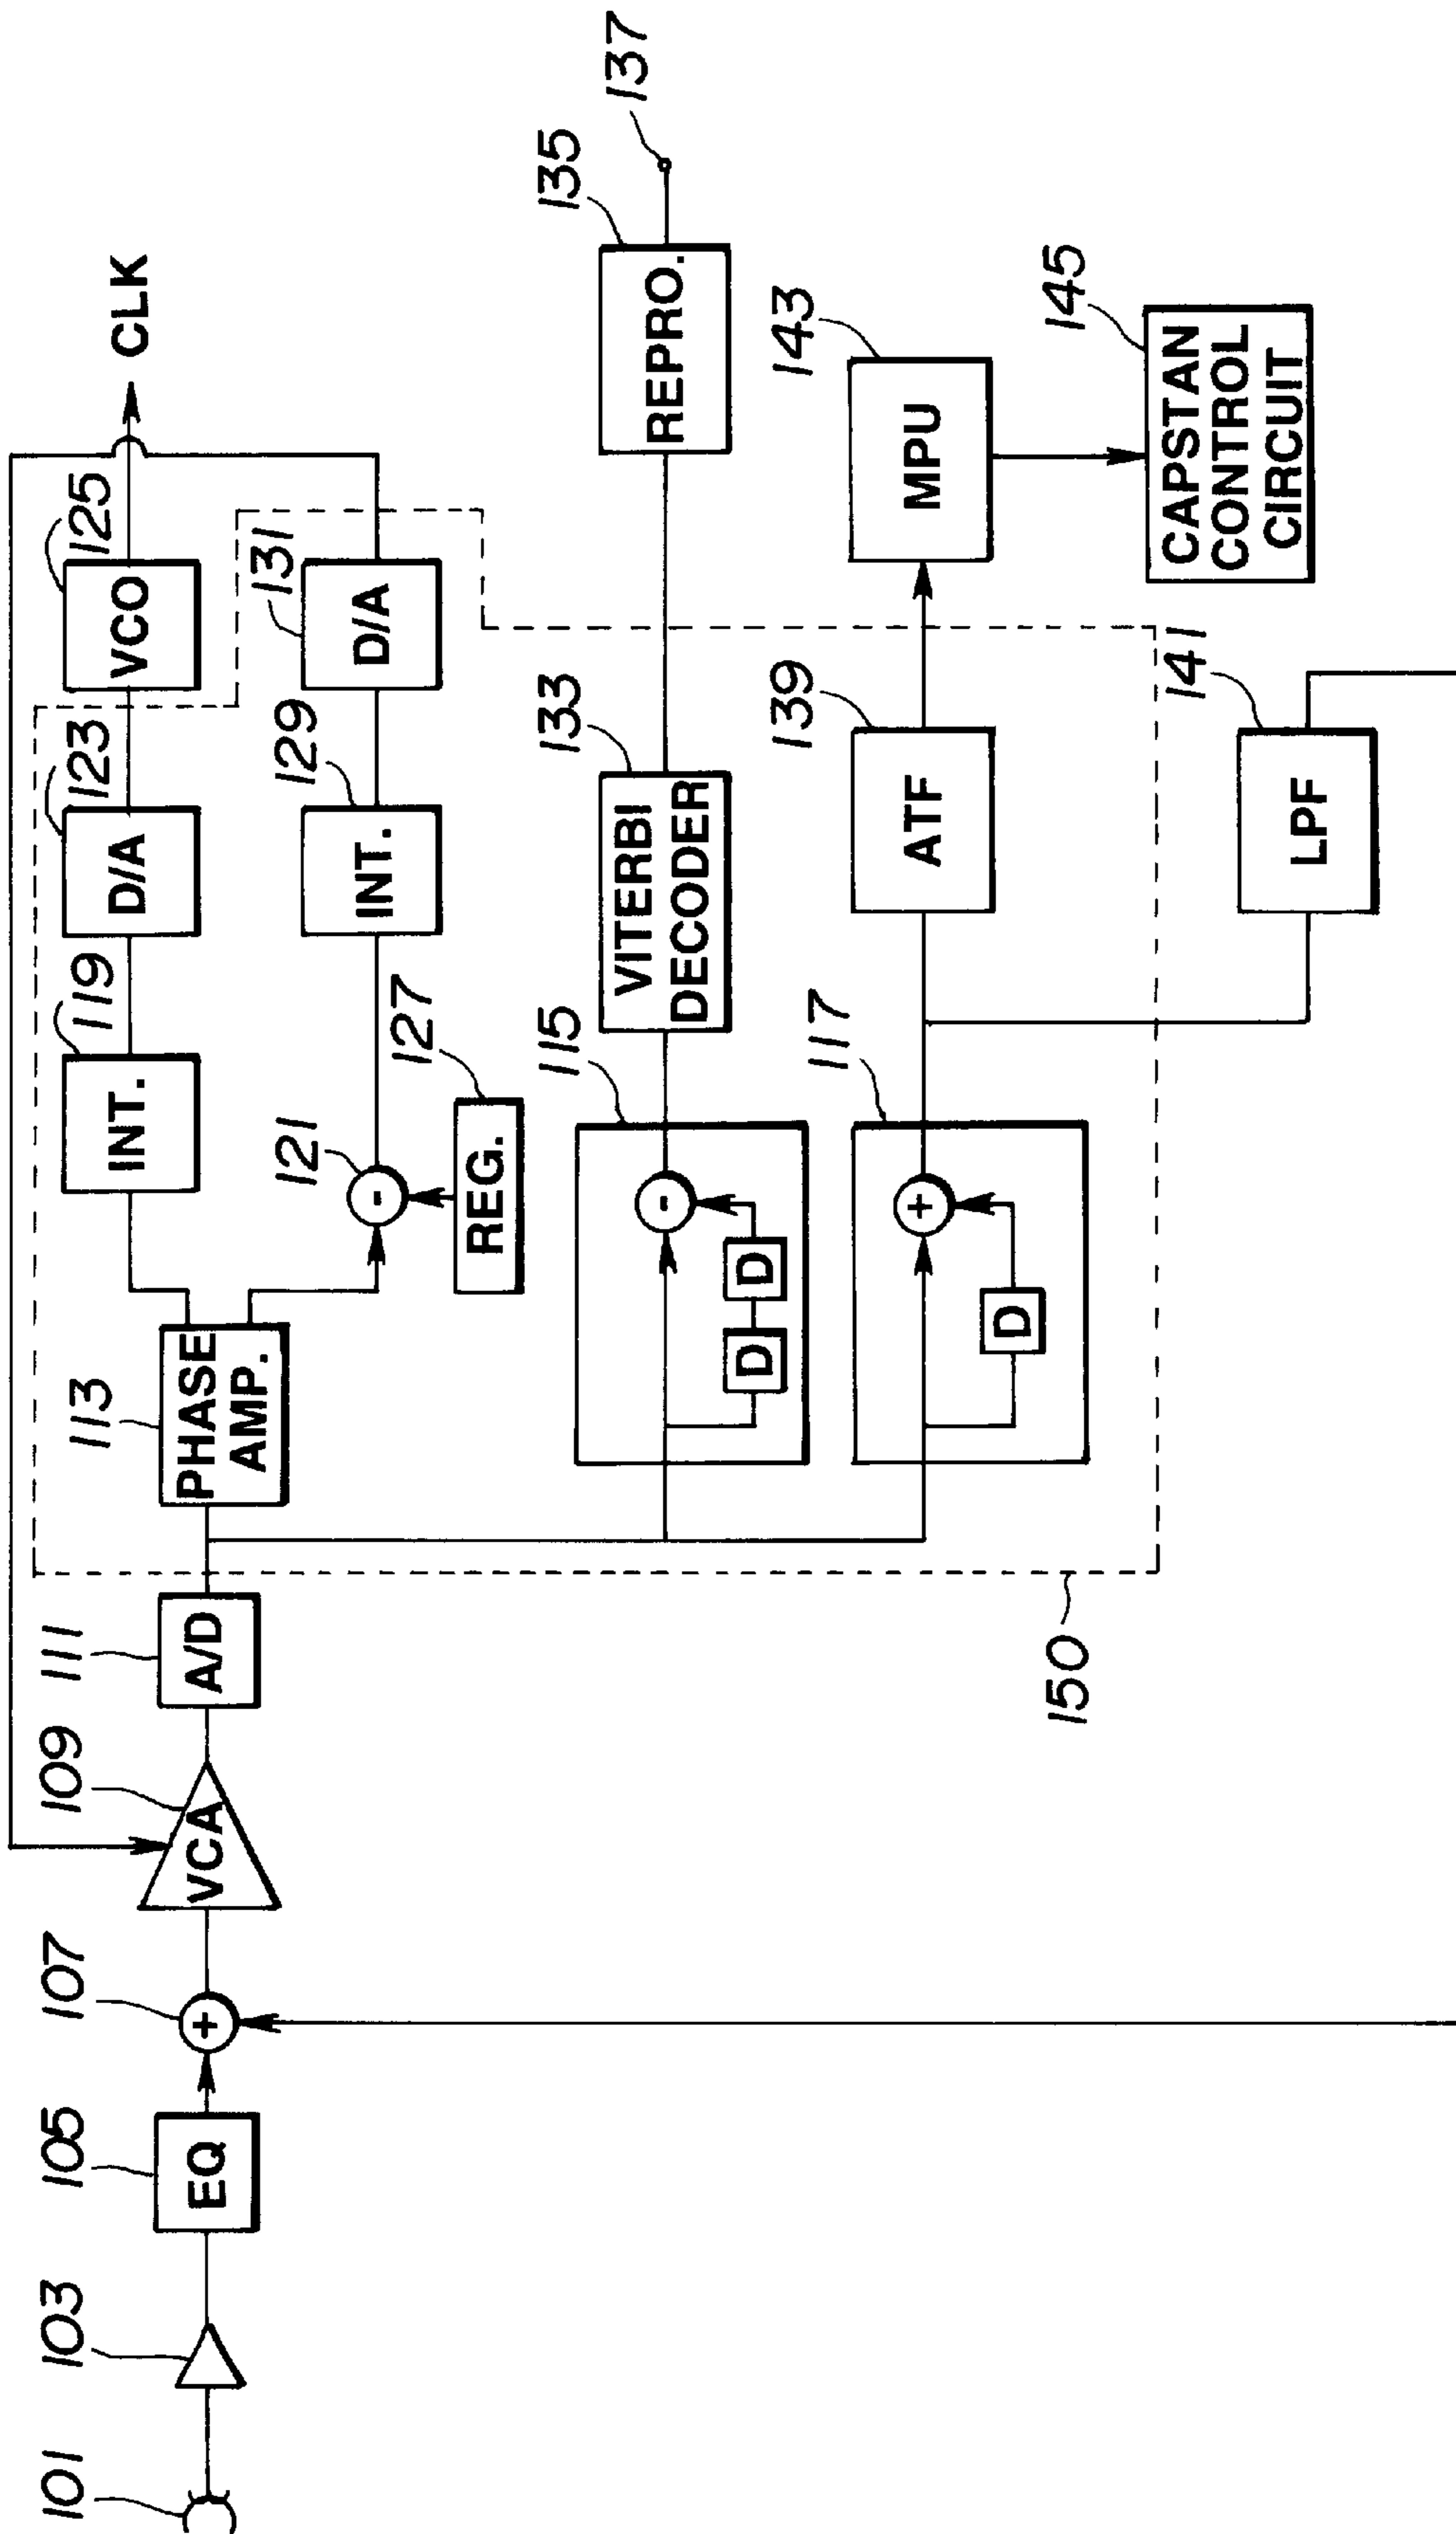 101
103
105
EQ
107
+
109
VCA
111
A/D
150
113
PHASE
AMP.
119
INT.
123
D/A
125
VCO
CLK
121
-
127
REG.
129
INT.
131
D/A
115
-
D
D
133
VITERBI
DECODER
135
REPRO.
137
117
+
D
139
ATF
143
MPU
145
CAPSTAN
CONTROL
CIRCUIT
141
LPF